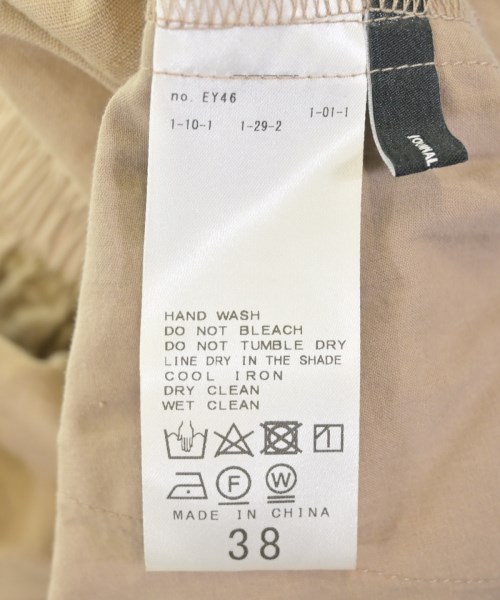 no. EY46
1-01-1
1-10-1 1-29-2
HAND WASH
DO NOT BLEACH
DO NOT TUMBLE DRY
LINE DRY IN THE SHADE
COOL IRON
DRY CLEAN
WET CLEAN
F W
MADE IN CHINA
38